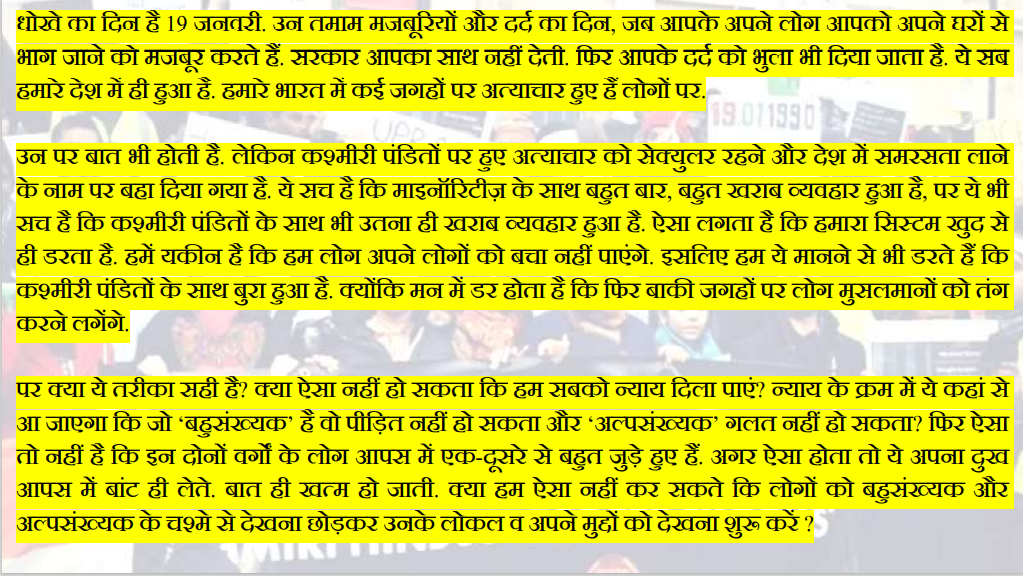 धोखे का दिन है 19 जनवरी. उन तमाम मजबूरियों और दर्द का दिन, जब आपके अपने लोग आपको अपने घरों से
भाग जाने को मजबूर करते हैं. सरकार आपका साथ नहीं देती. फिर आपके दर्द को भुला भी दिया जाता है. ये सब
हमारे देश में ही हुआ है. हमारे भारत में कई जगहों पर अत्याचार हुए हैं लोगों पर.
19.01.1990
उन पर बात भी होती है. लेकिन कश्मीरी पंडितों पर हुए अत्याचार को सेक्युलर रहने और देश में समरसता लाने
के नाम पर बहा दिया गया है. ये सच है कि माइनॉरिटीज़ के साथ बहुत बार, बहुत खराब व्यवहार हुआ है, पर ये भी
सच है कि कश्मीरी पंडितों के साथ भी उतना ही खराब व्यवहार हुआ है. ऐसा लगता है कि हमारा सिस्टम खुद से
ही डरता है. हमें यकीन है कि हम लोग अपने लोगों को बचा नहीं पाएंगे. इसलिए हम ये मानने से भी डरते हैं कि
कश्मीरी पंडितों के साथ बुरा हुआ है. क्योंकि मन में डर होता है कि फिर बाकी जगहों पर लोग मुसलमानों को तंग
करने लगेंगे.
पर क्या ये तरीका सही है? क्या ऐसा नहीं हो सकता कि हम सबको न्याय दिला पाएं? न्याय के क्रम में ये कहां से
आ जाएगा कि जो ‘बहुसंख्यक’ है वो पीड़ित नहीं हो सकता और ‘अल्पसंख्यक’ गलत नहीं हो सकता? फिर ऐसा
तो नहीं है कि इन दोनों वर्गों के लोग आपस में एक-दूसरे से बहुत जुड़े हुए हैं. अगर ऐसा होता तो ये अपना दुख
आपस में बांट ही लेते. बात ही खत्म हो जाती. क्या हम ऐसा नहीं कर सकते कि लोगों को बहुसंख्यक और
अल्पसंख्यक के चश्मे से देखना छोड़कर उनके लोकल व अपने मुद्दों को देखना शुरू करें ?